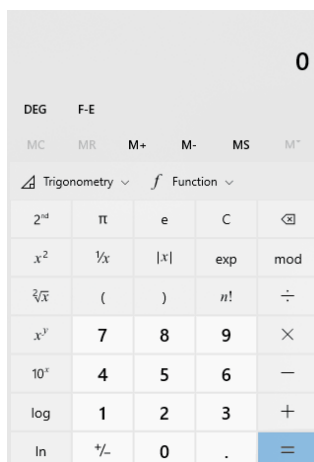 0
DEG F-E
MC MR M+ M- MS M˅
Trigonometry f Function
2ⁿᵈ π e C
x² ¹/x |x| exp mod
²√x ( ) n! ÷
xʸ 7 8 9 ×
10ˣ 4 5 6 −
log 1 2 3 +
ln +/− 0 . =